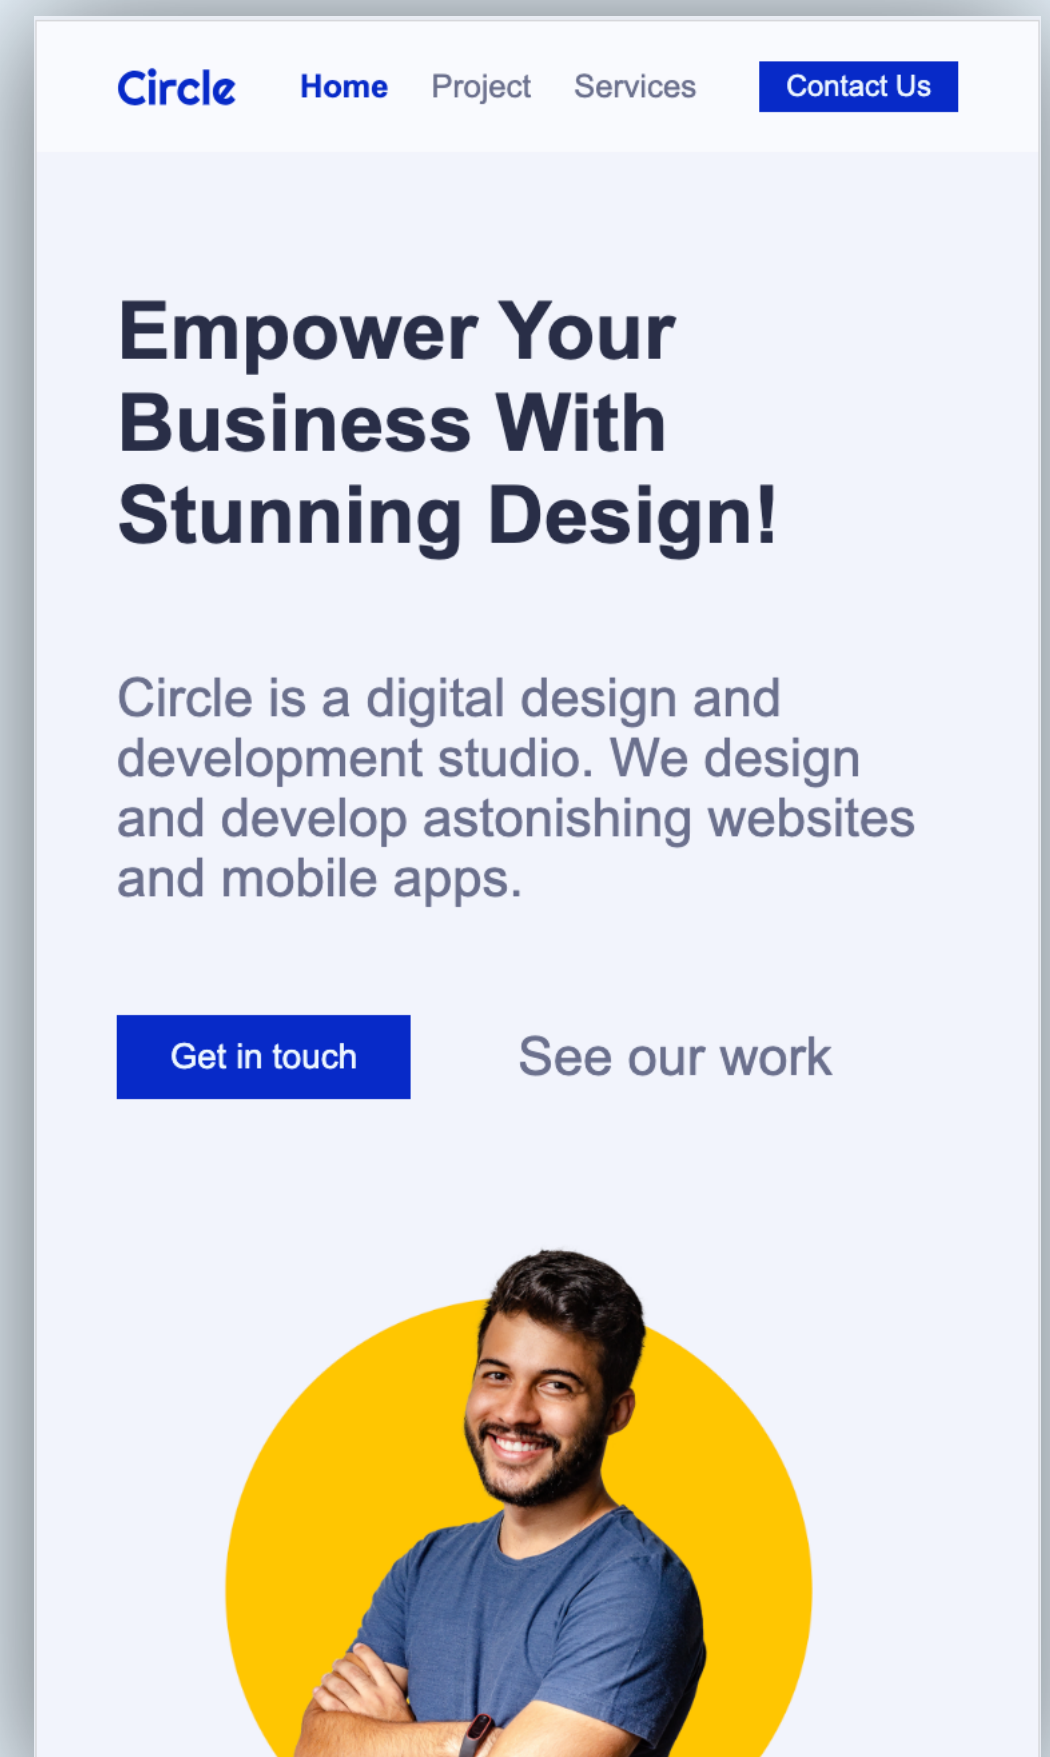 Circle Home Project Services Contact Us
Empower Your
Business With
Stunning Design!
Circle is a digital design and
development studio. We design
and develop astonishing websites
and mobile apps.
Get in touch See our work